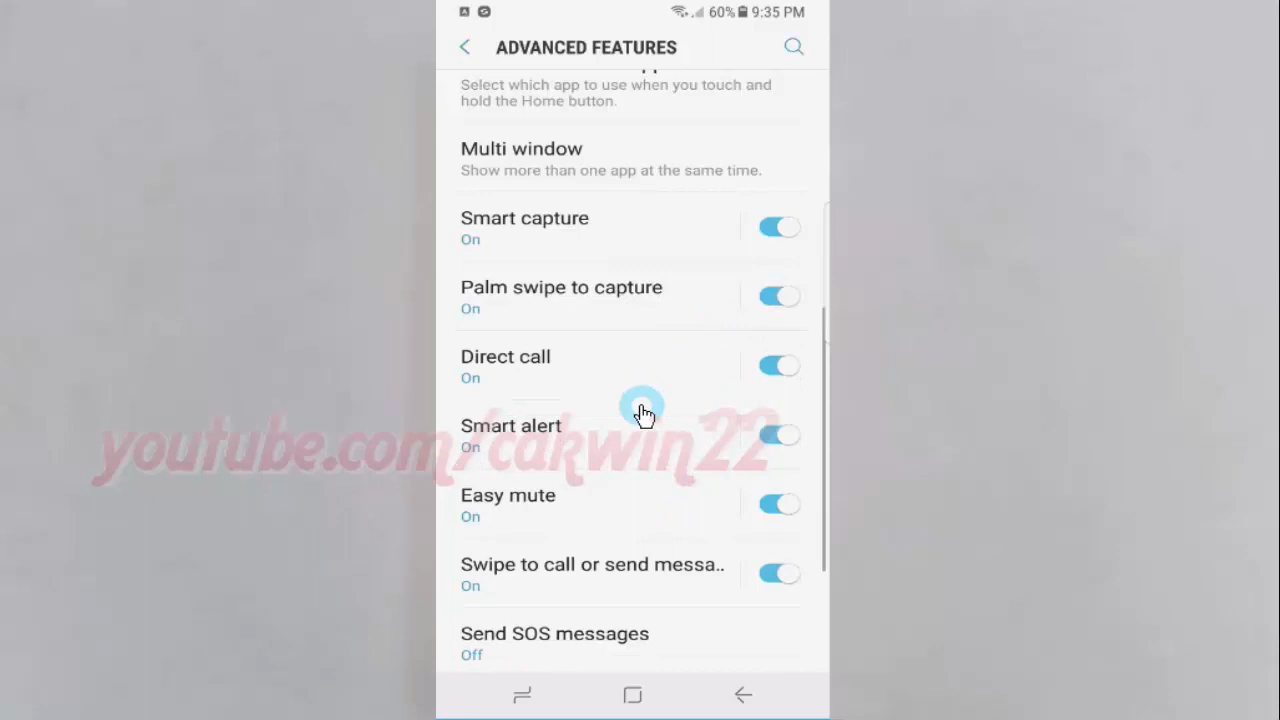 60% 9:35 PM
ADVANCED FEATURES
Select which app to use when you touch and
hold the Home button.
Multi window
Show more than one app at the same time.
Smart capture
On
Palm swipe to capture
On
Direct call
On
Smart alert
On
youtube.com/cakwin22
Easy mute
On
Swipe to call or send messa..
On
Send SOS messages
Off